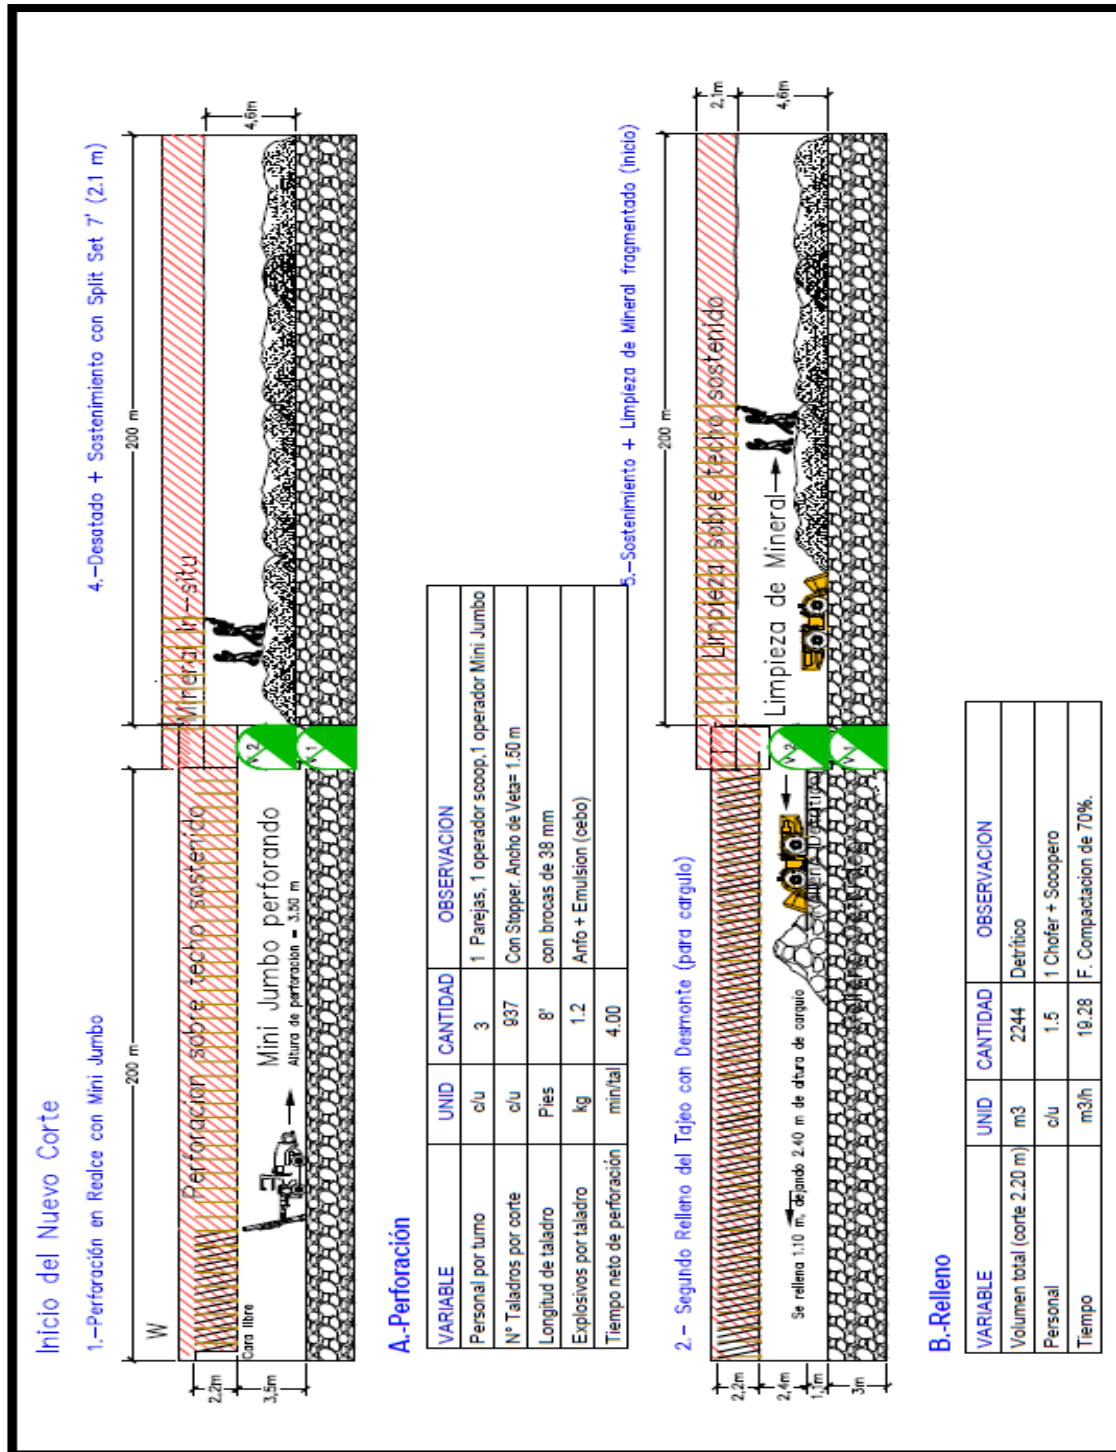 Inicio del Nuevo Corte
1.-Perforación en Realce con Mini Jumbo
200 m
W
Perforacion sobre techo sostenido
Cara libre
Mini Jumbo perforando
Altura de perforacion = 3.50 m
2,2m
3,5m
V-2
V-1
4.-Desatado + Sostenimiento con Split Set 7' (2.1 m)
200 m
Mineral In-situ
4,6m
A.-Perforación
VARIABLE UNID CANTIDAD OBSERVACION
Personal por turno c/u 3 1 Parejas, 1 operador scoop,1 operador Mini Jumbo
N° Taladros por corte c/u 937 Con Stopper. Ancho de Veta= 1.50 m
Longitud de taladro Pies 8' con brocas de 38 mm
Explosivos por taladro kg 1.2 Anfo + Emulsion (cebo)
Tiempo neto de perforación min/tal 4.00
2.- Segundo Relleno del Tajeo con Desmonte (para carguio)
Se rellena 1.10 m, dejando 2.40 m de altura de carguio
Detritico
2,2m
2,4m
1,1m
3m
V-2
V-1
5.-Sostenimiento + Limpieza de Mineral fragmentado (inicio)
200 m
Limpieza sobre techo sostenido
Limpieza de Mineral
2,1m
4,6m
B.-Relleno
VARIABLE UNID CANTIDAD OBSERVACION
Volumen total (corte 2.20 m) m3 2244 Detrítico
Personal c/u 1.5 1 Chofer + Scoopero
Tiempo m3/h 19.28 F. Compactacion de 70%.